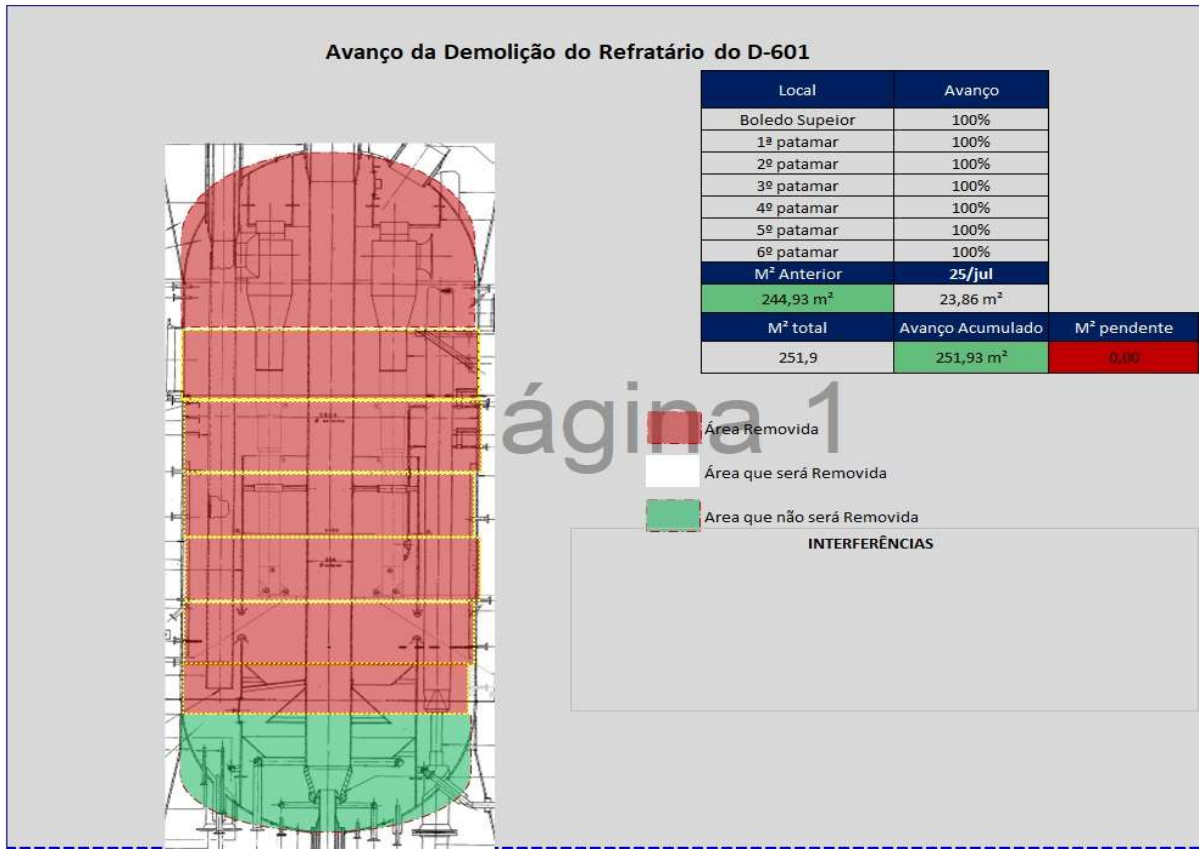 Avanço da Demolição do Refratário do D-601
Local Avanço
Boledo Supeior 100%
1ª patamar 100%
2º patamar 100%
3º patamar 100%
4º patamar 100%
5º patamar 100%
6º patamar 100%
M² Anterior 25/jul
244,93 m² 23,86 m²
M² total Avanço Acumulado M² pendente
251,9 251,93 m² 0,00
ágina 1
Área Removida
Área que será Removida
Area que não será Removida
INTERFERÊNCIAS